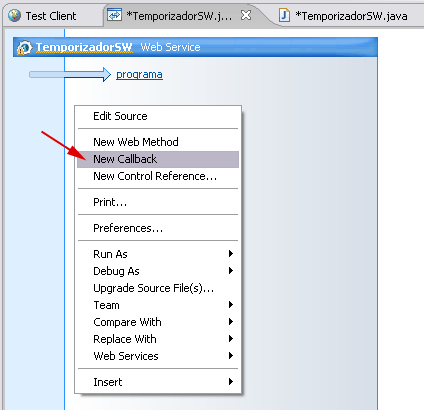 Test Client
*TemporizadorSW.j...
*TemporizadorSW.java
TemporizadorSW Web Service
programa
Edit Source
New Web Method
New Callback
New Control Reference...
Print...
Preferences...
Run As
Debug As
Upgrade Source File(s)...
Team
Compare With
Replace With
Web Services
Insert